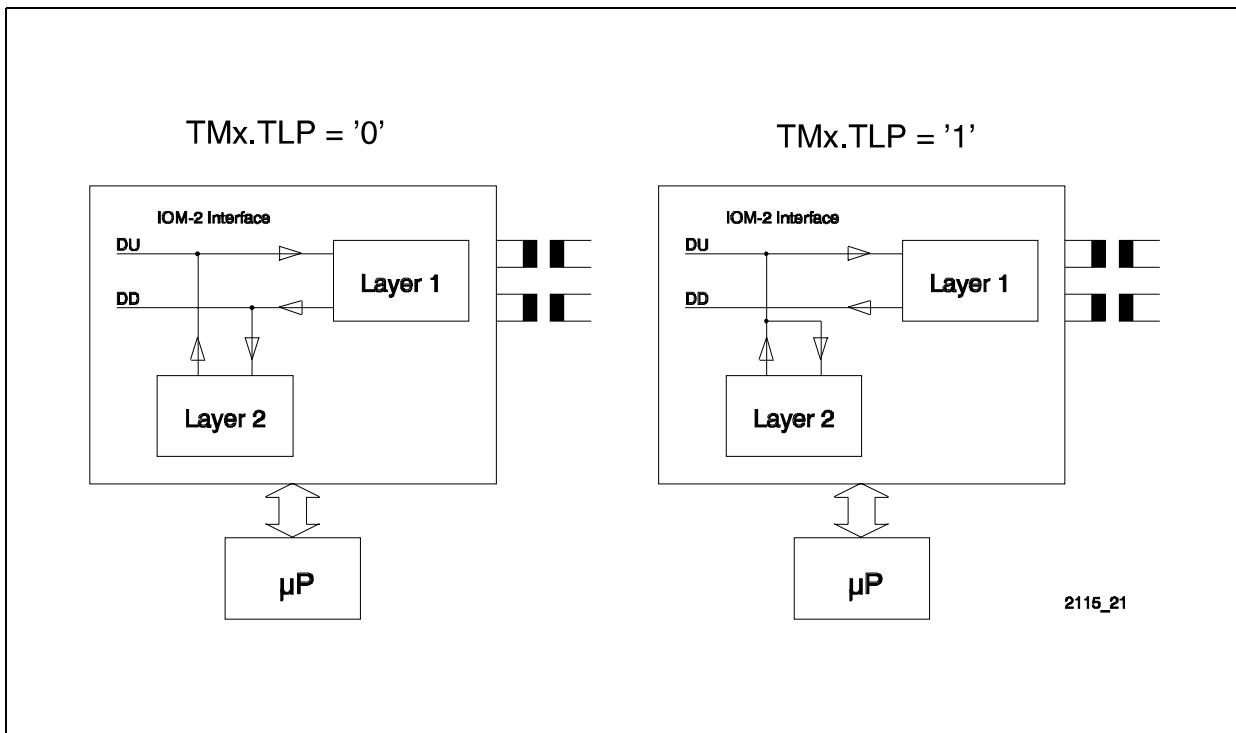 TMx.TLP = '0'
IOM-2 Interface
DU
DD
Layer 1
Layer 2
µP
TMx.TLP = '1'
IOM-2 Interface
DU
DD
Layer 1
Layer 2
µP
2115_21